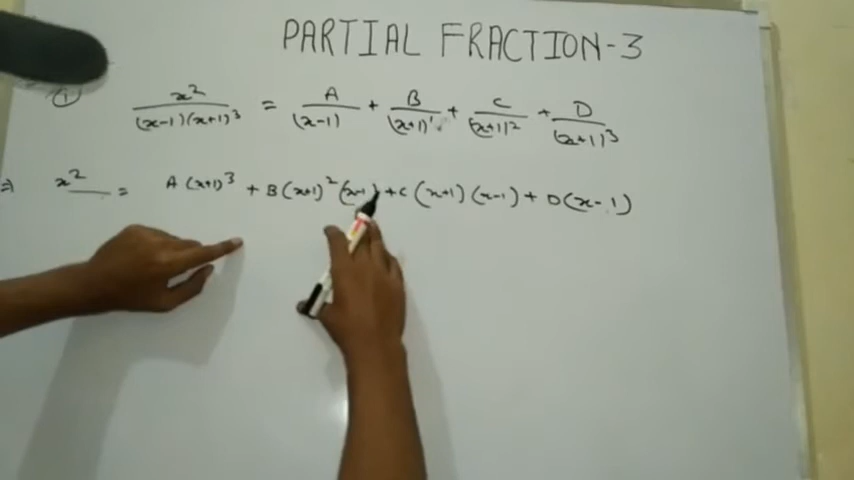 PARTIAL FRACTION-3
① x²/((x-1)(x+1)³) = A/(x-1) + B/(x+1)¹ + C/(x+1)² + D/(x+1)³
⇒ x² = A(x+1)³ + B(x+1)²(x-1) + C(x+1)(x-1) + D(x-1)